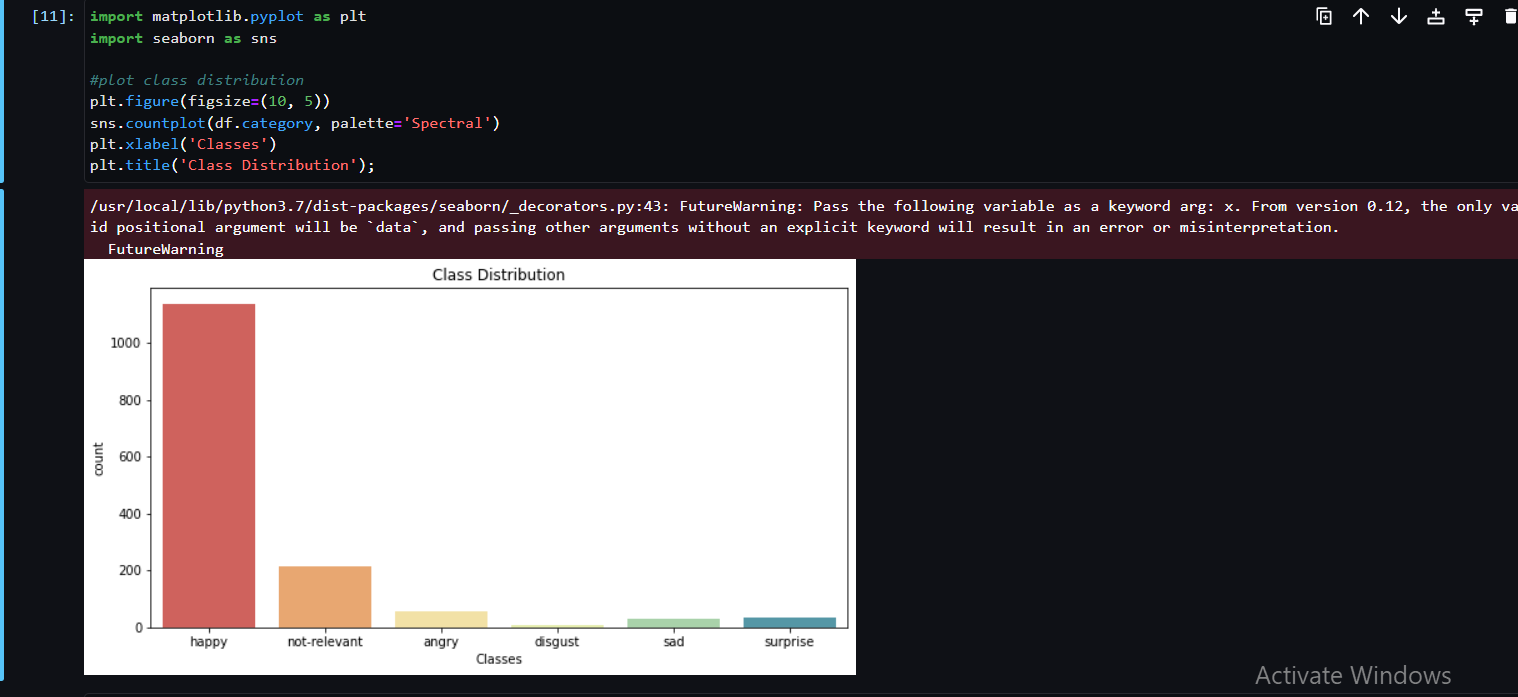 [11]: import matplotlib.pyplot as plt
import seaborn as sns
#plot class distribution
plt.figure(figsize=(10, 5))
sns.countplot(df.category, palette='Spectral')
plt.xlabel('Classes')
plt.title('Class Distribution');
/usr/local/lib/python3.7/dist-packages/seaborn/_decorators.py:43: FutureWarning: Pass the following variable as a keyword arg: x. From version 0.12, the only va
id positional argument will be `data`, and passing other arguments without an explicit keyword will result in an error or misinterpretation.
FutureWarning
Class Distribution
1000
800
600
400
200
0
count
happy not-relevant angry disgust sad surprise
Classes
Activate Windows